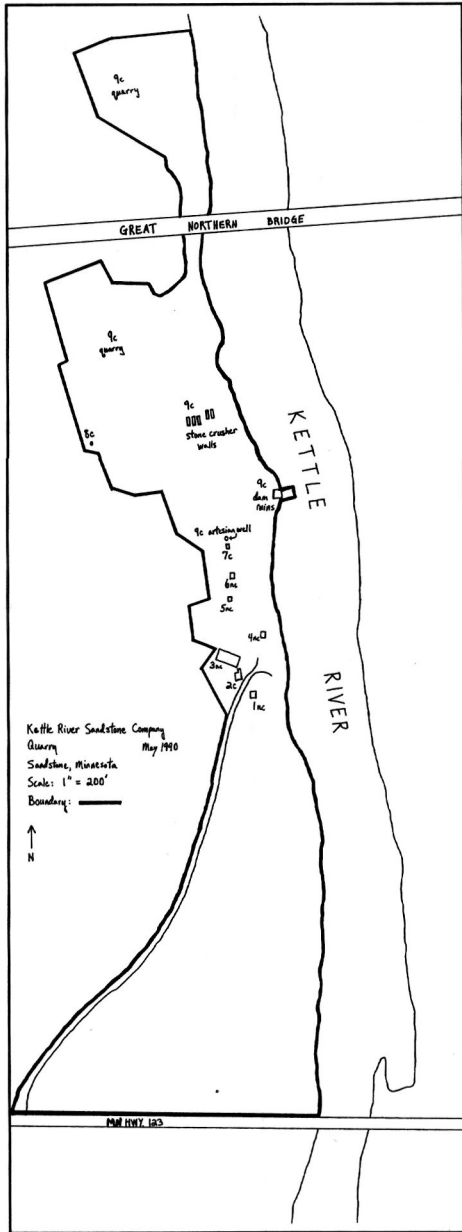 9c
quarry
GREAT NORTHERN BRIDGE
9c
quarry
9c
stone crusher
walls
8c
KETTLE
9c
dam
ruins
9c artesian well
7c
6nc
5nc
4nc
3nc
2c
1nc
RIVER
Kettle River Sandstone Company
Quarry May 1990
Sandstone, Minnesota
Scale: 1" = 200'
Boundary:
N
MN HWY. 123